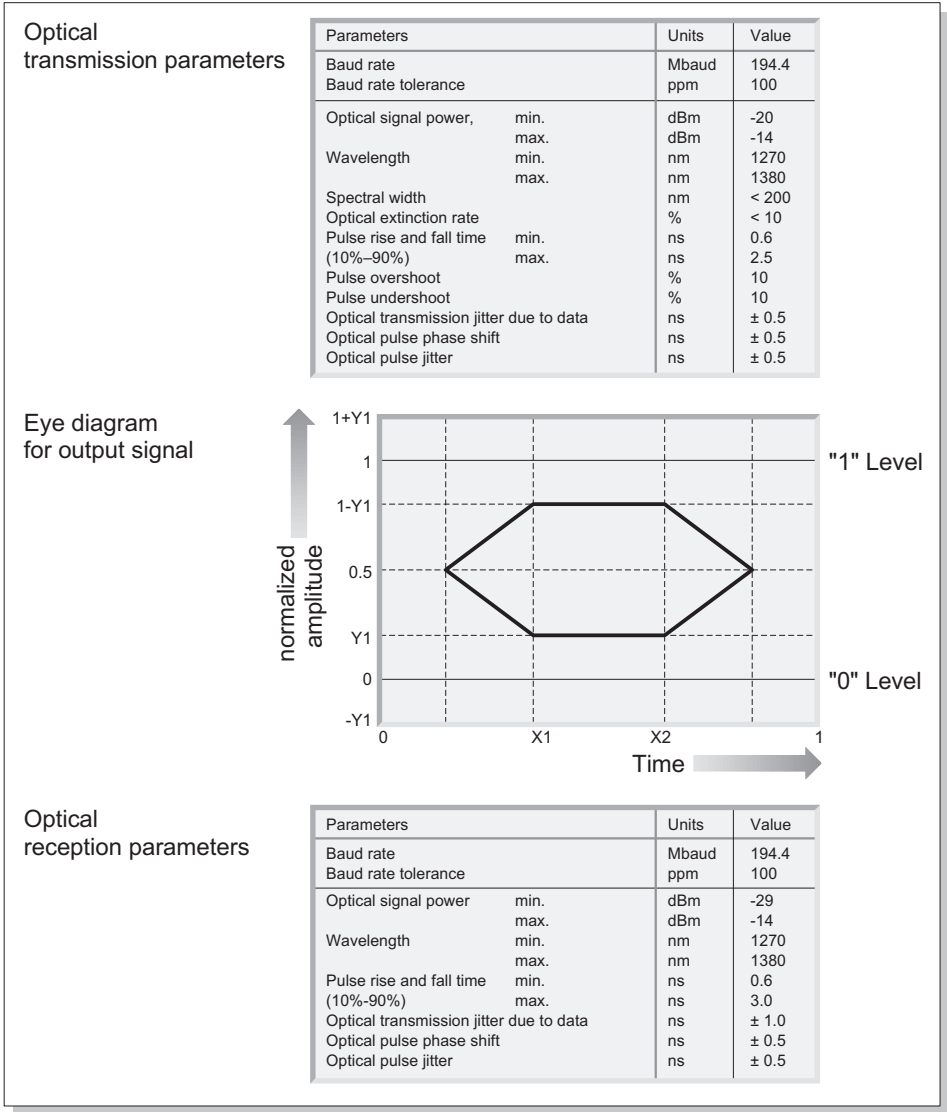 Optical
transmission parameters
Parameters Units Value
Baud rate Mbaud 194.4
Baud rate tolerance ppm 100
Optical signal power, min. dBm -20
max. dBm -14
Wavelength min. nm 1270
max. nm 1380
Spectral width nm < 200
Optical extinction rate % < 10
Pulse rise and fall time min. ns 0.6
(10%–90%) max. ns 2.5
Pulse overshoot % 10
Pulse undershoot % 10
Optical transmission jitter due to data ns ± 0.5
Optical pulse phase shift ns ± 0.5
Optical pulse jitter ns ± 0.5
Eye diagram
for output signal
normalized
amplitude
1+Y1
1 "1" Level
1-Y1
0.5
Y1
0 "0" Level
-Y1
0 X1 X2 1
Time
Optical
reception parameters
Parameters Units Value
Baud rate Mbaud 194.4
Baud rate tolerance ppm 100
Optical signal power min. dBm -29
max. dBm -14
Wavelength min. nm 1270
max. nm 1380
Pulse rise and fall time min. ns 0.6
(10%-90%) max. ns 3.0
Optical transmission jitter due to data ns ± 1.0
Optical pulse phase shift ns ± 0.5
Optical pulse jitter ns ± 0.5